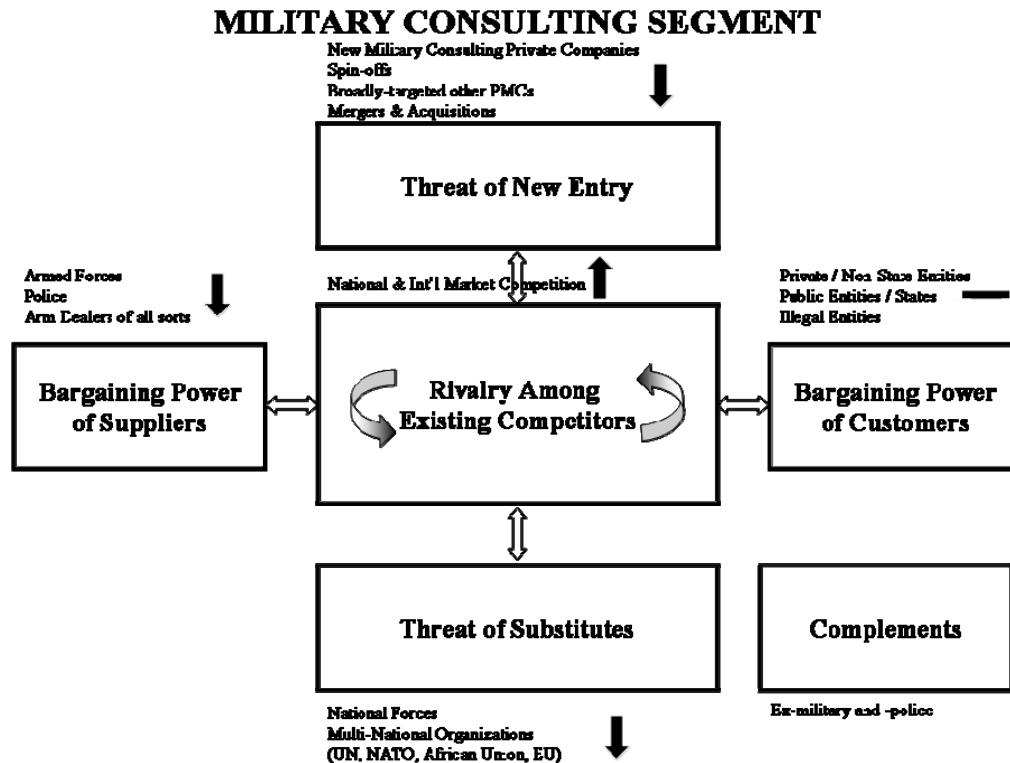 MILITARY CONSULTING SEGMENT
New Military Consulting Private Companies
Spin-offs
Broadly-targeted other PMCs
Mergers & Acquisitions
Threat of New Entry
Armed Forces
Police
Arm Dealers of all sorts
National & Int'l Market Competition
Private / Non State Entities
Public Entities / States
Illegal Entities
Bargaining Power
of Suppliers
Rivalry Among
Existing Competitors
Bargaining Power
of Customers
Threat of Substitutes
Complements
National Forces
Multi-National Organizations
(UN, NATO, African Union, EU)
Ex-military and -police